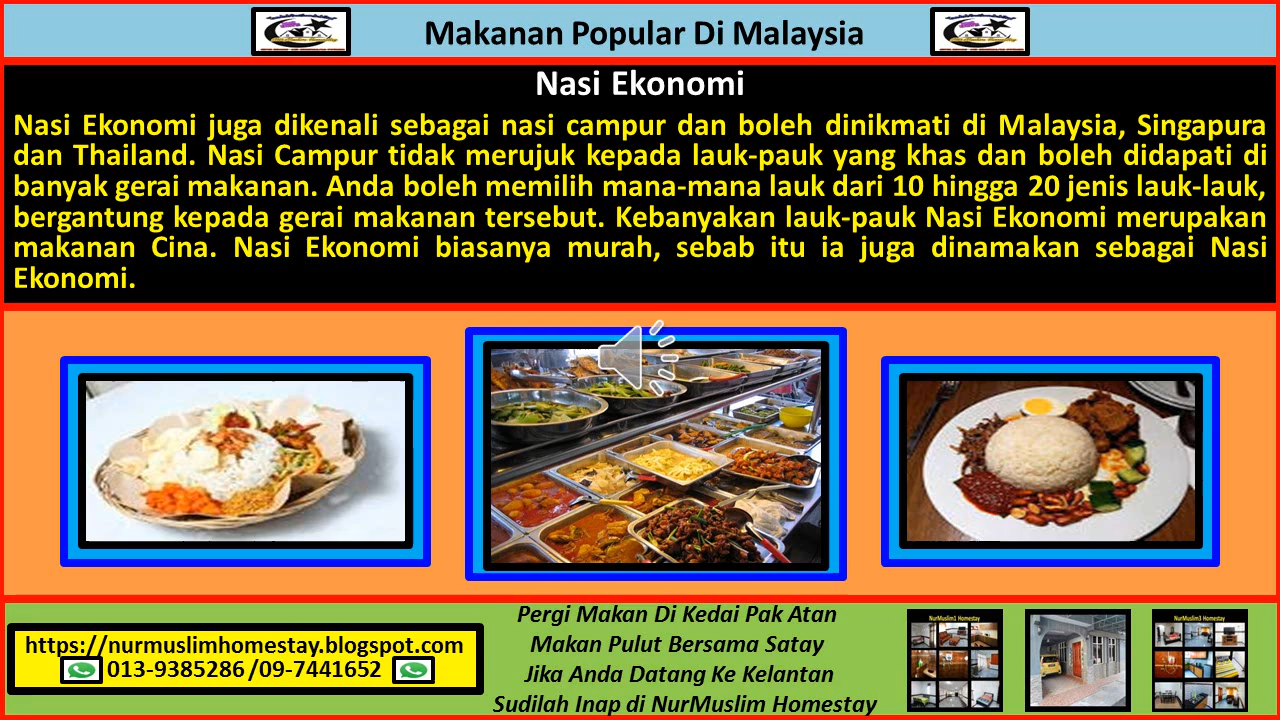 Makanan Popular Di Malaysia
Nasi Ekonomi
Nasi Ekonomi juga dikenali sebagai nasi campur dan boleh dinikmati di Malaysia, Singapura
dan Thailand. Nasi Campur tidak merujuk kepada lauk-pauk yang khas dan boleh didapati di
banyak gerai makanan. Anda boleh memilih mana-mana lauk dari 10 hingga 20 jenis lauk-lauk,
bergantung kepada gerai makanan tersebut. Kebanyakan lauk-pauk Nasi Ekonomi merupakan
makanan Cina. Nasi Ekonomi biasanya murah, sebab itu ia juga dinamakan sebagai Nasi
Ekonomi.
https://nurmuslimhomestay.blogspot.com
013-9385286/09-7441652
Pergi Makan Di Kedai Pak Atan
Makan Pulut Bersama Satay
Jika Anda Datang Ke Kelantan
Sudilah Inap di NurMuslim Homestay
NurMuslim1 Homestay
NurMuslim3 Homestay